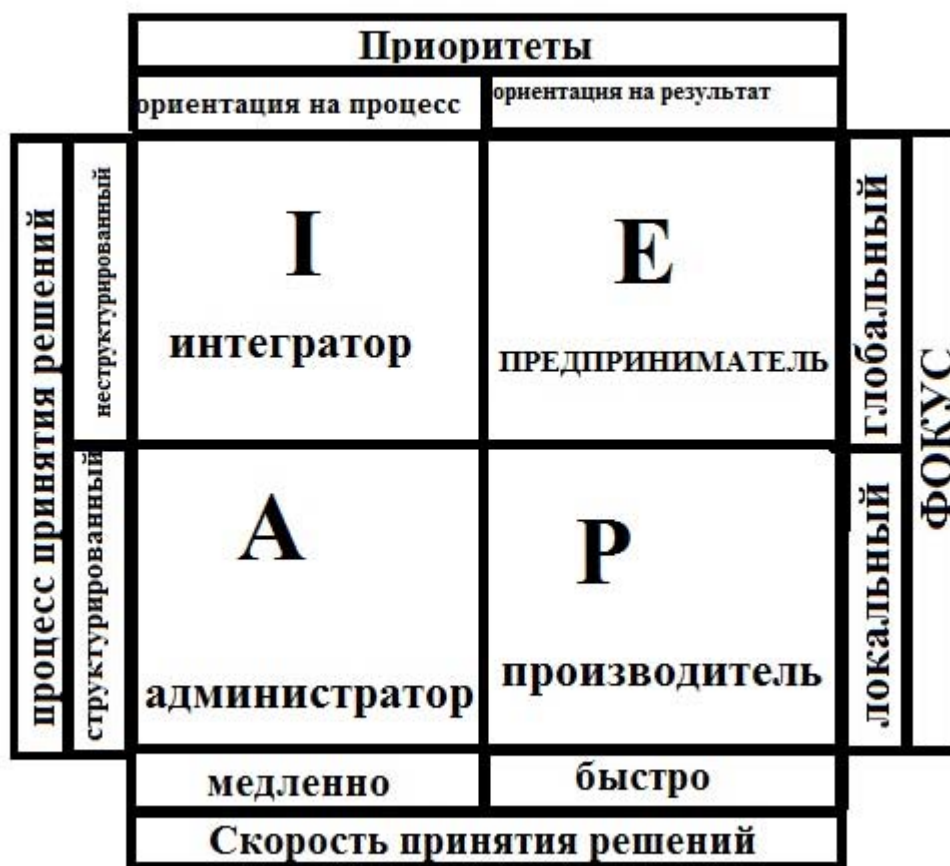 Приоритеты
ориентация на процесс
ориентация на результат
процесс принятия решений
неструктурированный
I
интегратор
E
ПРЕДПРИНИМАТЕЛЬ
глобальный
ФОКУС
структурированный
A
администратор
P
производитель
локальный
медленно
быстро
Скорость принятия решений